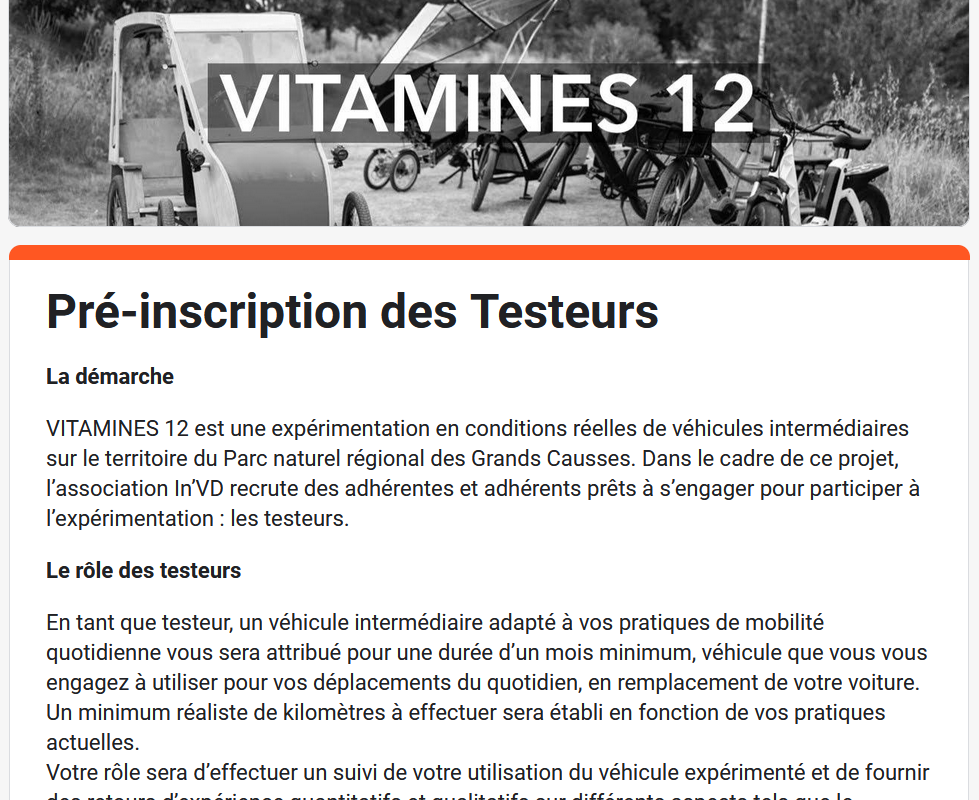 VITAMINES 12
Pré-inscription des Testeurs
La démarche
VITAMINES 12 est une expérimentation en conditions réelles de véhicules intermédiaires
sur le territoire du Parc naturel régional des Grands Causses. Dans le cadre de ce projet,
l’association In’VD recrute des adhérentes et adhérents prêts à s’engager pour participer à
l’expérimentation : les testeurs.
Le rôle des testeurs
En tant que testeur, un véhicule intermédiaire adapté à vos pratiques de mobilité
quotidienne vous sera attribué pour une durée d’un mois minimum, véhicule que vous vous
engagez à utiliser pour vos déplacements du quotidien, en remplacement de votre voiture.
Un minimum réaliste de kilomètres à effectuer sera établi en fonction de vos pratiques
actuelles.
Votre rôle sera d’effectuer un suivi de votre utilisation du véhicule expérimenté et de fournir
des retours d’expérience quantitatifs et qualitatifs sur différents aspects tels que le